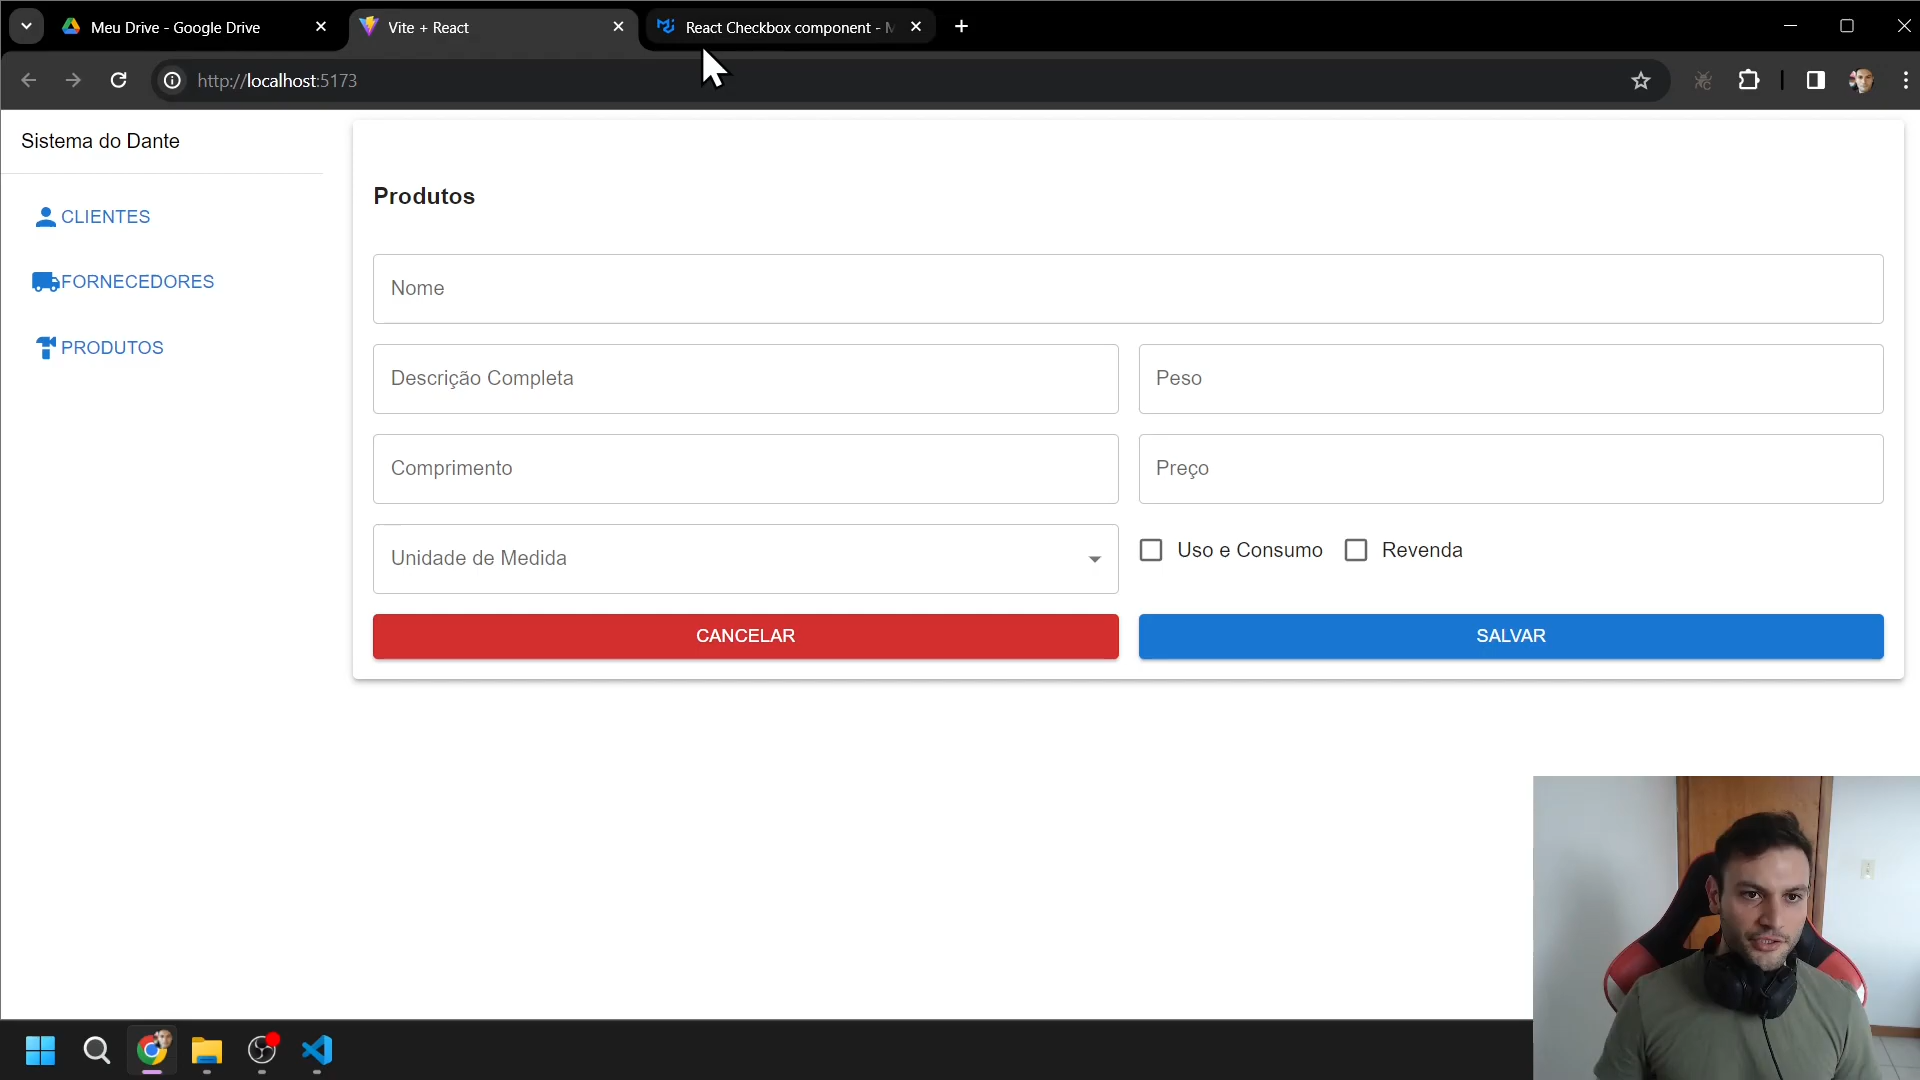 Meu Drive - Google Drive
Vite + React
React Checkbox component - M
http://localhost:5173
Sistema do Dante
CLIENTES
FORNECEDORES
PRODUTOS
Produtos
Nome
Descrição Completa
Peso
Comprimento
Preço
Unidade de Medida
Uso e Consumo
Revenda
CANCELAR
SALVAR